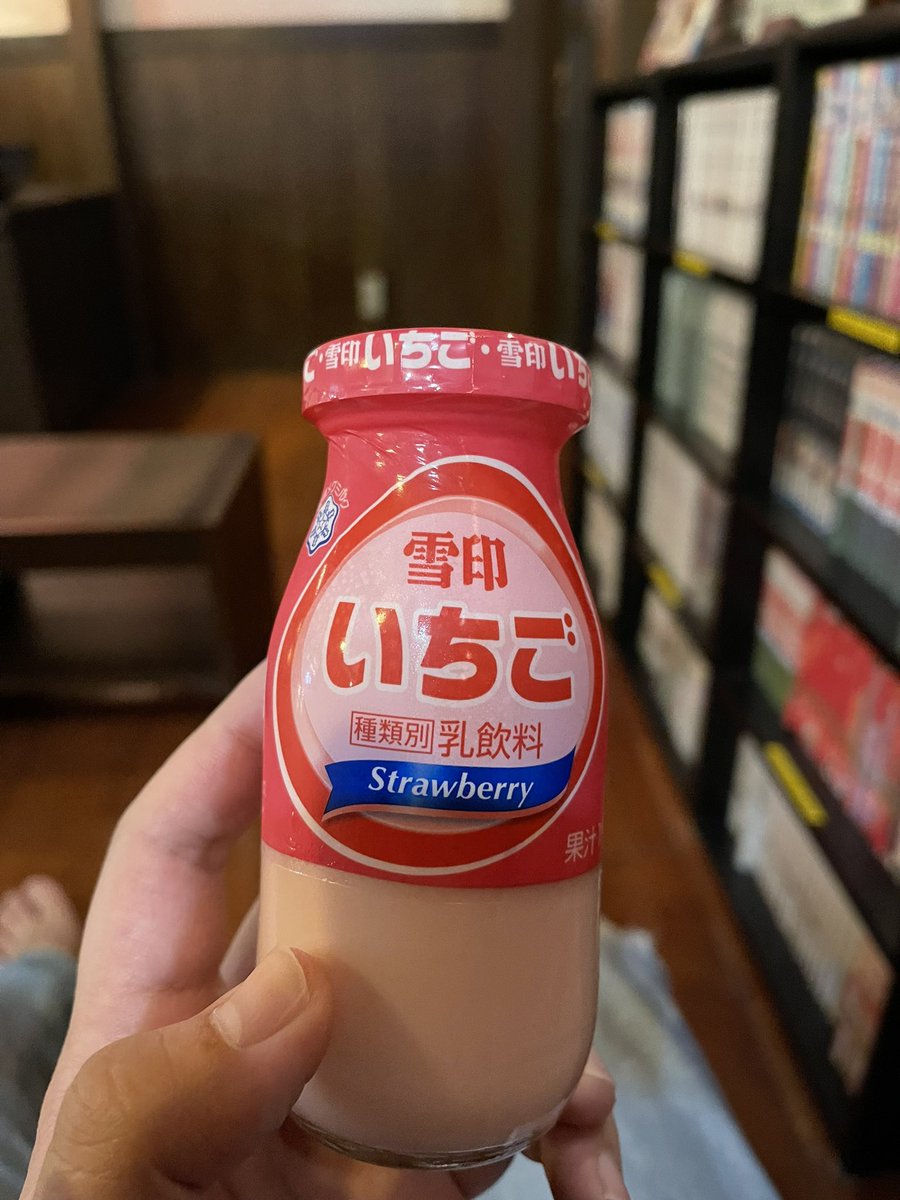 ・雪印いちご・雪印いち
雪印
いちご
種類別 乳飲料
Strawberry
果汁